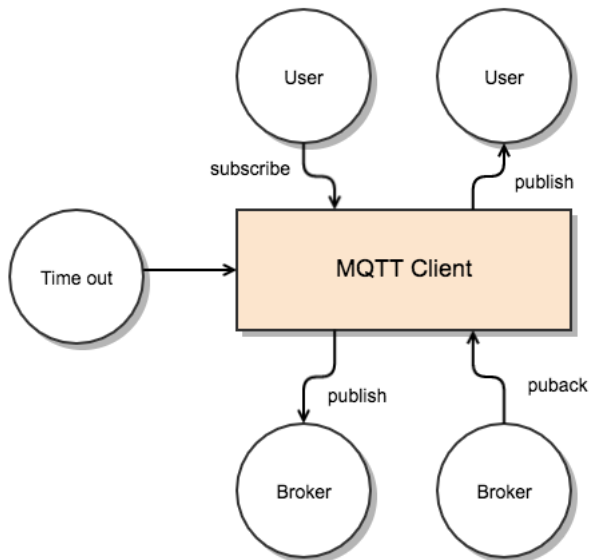 User
User
subscribe
publish
Time out
MQTT Client
publish
puback
Broker
Broker